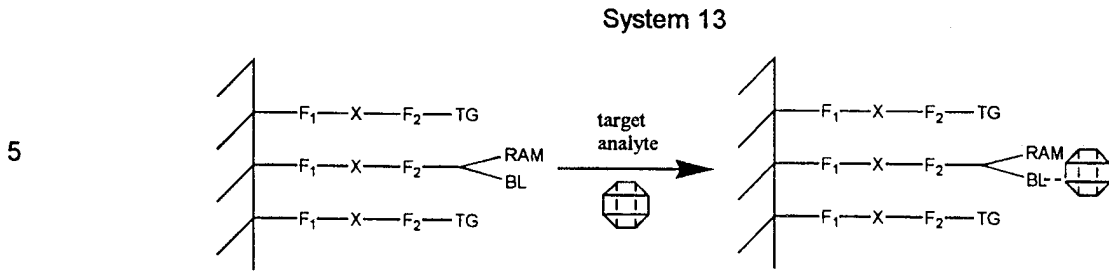 System 13
5
F₁—X—F₂—TG
F₁—X—F₂
RAM
BL
F₁—X—F₂—TG
target
analyte
F₁—X—F₂—TG
F₁—X—F₂
RAM
BL
F₁—X—F₂—TG